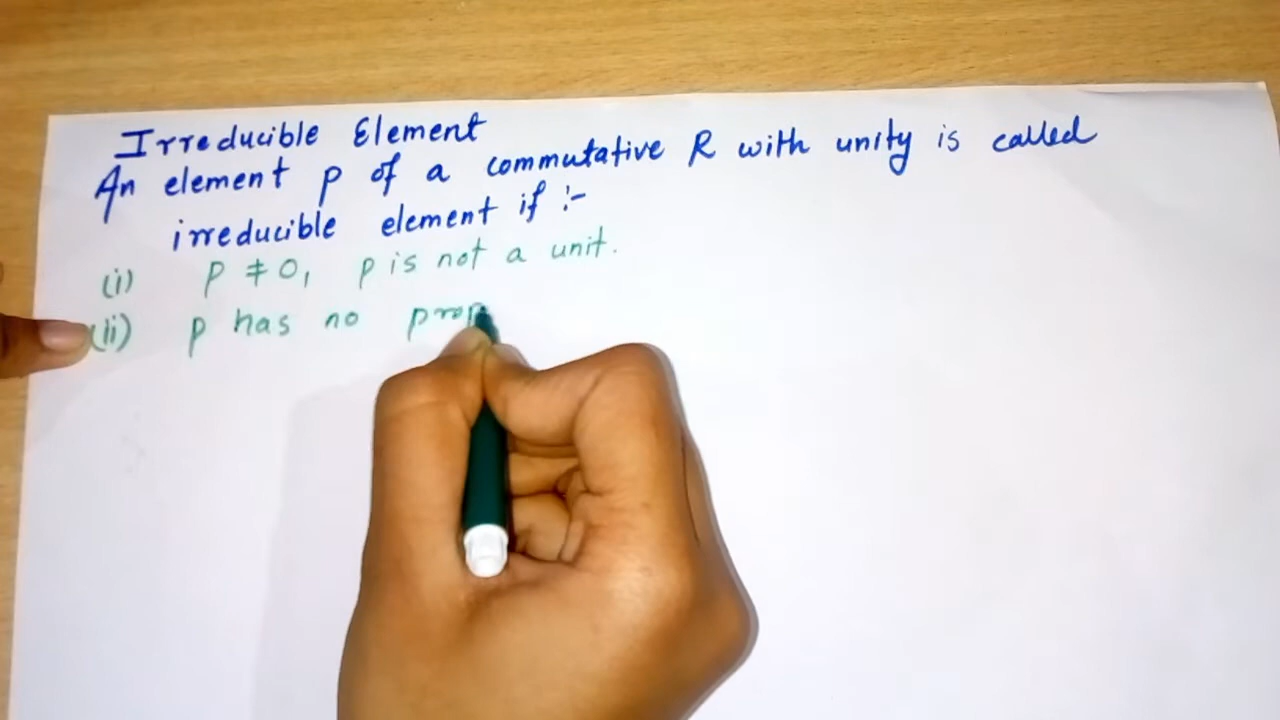 Irreducible Element
An element p of a commutative R with unity is called
irreducible element if :-
(i) p ≠ 0, p is not a unit.
(ii) p has no prop